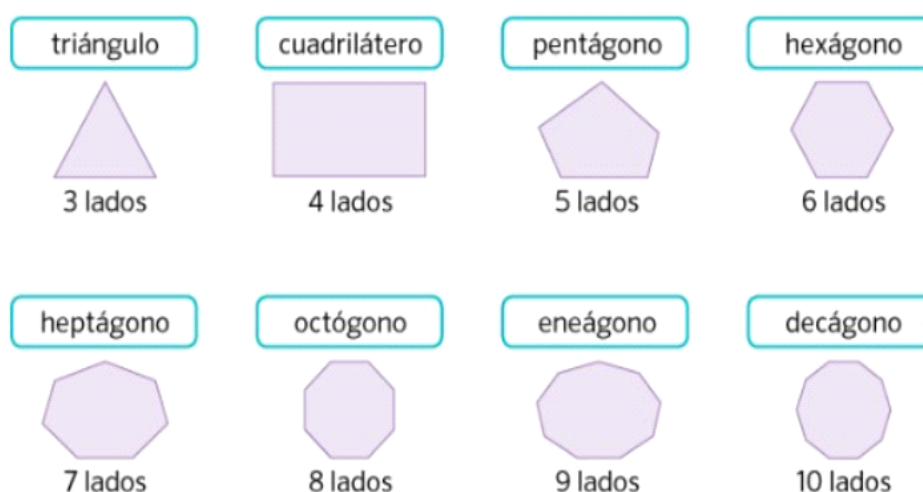 triángulo
cuadrilátero
pentágono
hexágono
3 lados
4 lados
5 lados
6 lados
heptágono
octógono
eneágono
decágono
7 lados
8 lados
9 lados
10 lados